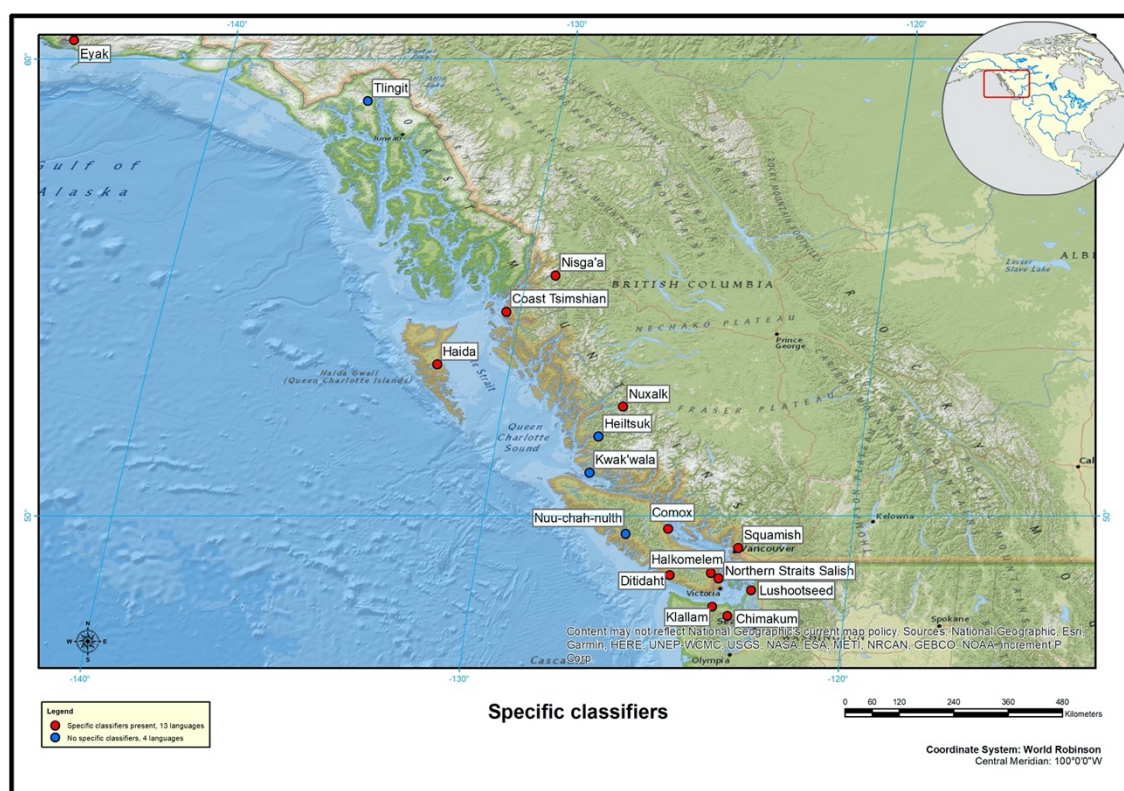 -140
-130
-120
60
60
Eyak
Tlingit
Juneau
Gulf of
Alaska
Nisga'a
Coast Tsimshian
BRITISH COLUMBIA
Lesser
Slave Lake
ALBE
NECHAKO PLATEAU
Prince
George
Haida
Haida Gwaii
(Queen Charlotte Islands)
Strait
Nuxalk
FRASER PLATEAU
Heiltsuk
Queen
Charlotte
Sound
Kwak'wala
ROCKY MOUNTAINS
COAST MOUNTAINS
50
50
Comox
Nuu-chah-nulth
Squamish
Vancouver
Kelowna
Halkomelem
Northern Straits Salish
Ditidaht
Victoria
Lushootseed
Klallam
Chimakum
Spokane
Olympia
Content may not reflect National Geographic's current map policy. Sources: National Geographic, Esri,
Garmin, HERE, UNEP-WCMC, USGS, NASA, ESA, METI, NRCAN, GEBCO, NOAA, increment P
Corp.
N
W E
S
-140
-130
-120
Legend
Specific classifiers present, 13 languages
No specific classifiers, 4 languages
Specific classifiers
0 60 120 240 360 480
Kilometers
Coordinate System: World Robinson
Central Meridian: 100°0'0"W